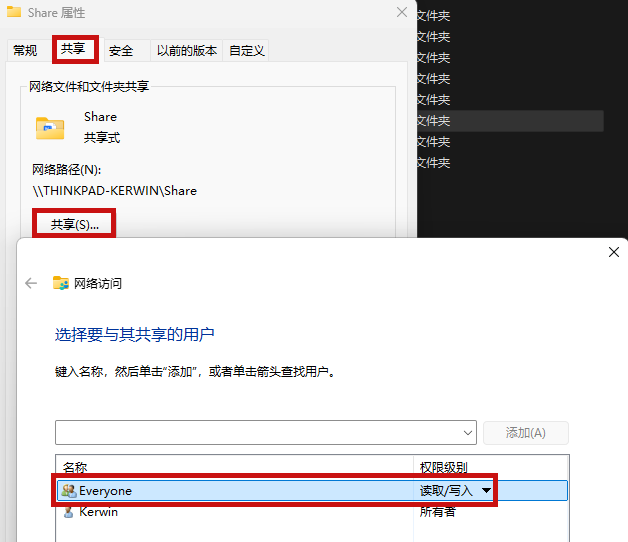 Share 属性
常规 共享 安全 以前的版本 自定义
网络文件和文件夹共享
Share
共享式
网络路径(N):
\\THINKPAD-KERWIN\Share
共享(S)...
文件夹
文件夹
文件夹
文件夹
文件夹
文件夹
文件夹
文件夹
网络访问
选择要与其共享的用户
键入名称，然后单击“添加”，或者单击箭头查找用户。
添加(A)
名称 权限级别
Everyone 读取/写入
Kerwin 所有者